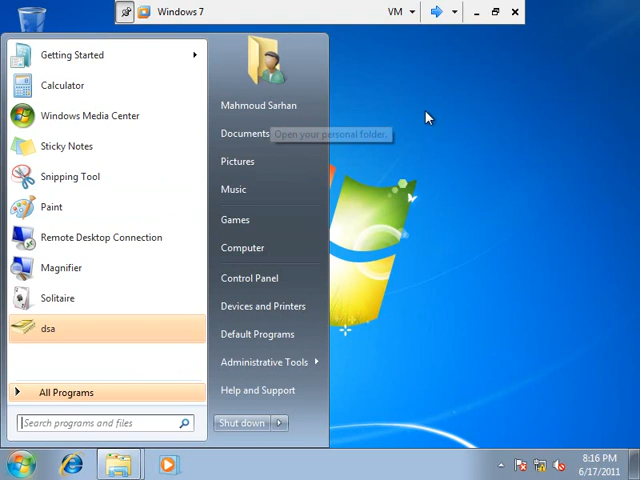 Windows 7
VM
Getting Started
Calculator
Windows Media Center
Sticky Notes
Snipping Tool
Paint
Remote Desktop Connection
Magnifier
Solitaire
dsa
All Programs
Search programs and files
Mahmoud Sarhan
Documents
Open your personal folder.
Pictures
Music
Games
Computer
Control Panel
Devices and Printers
Default Programs
Administrative Tools
Help and Support
Shut down
8:16 PM
6/17/2011